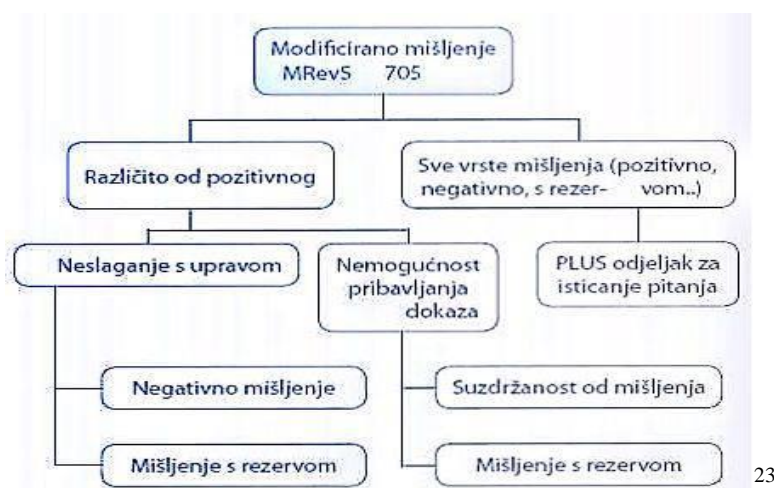 Modificirano mišljenje
MRevS 705
Različito od pozitivnog
Sve vrste mišljenja (pozitivno,
negativno, s rezer- vom..)
Neslaganje s upravom
Nemogućnost
pribavljanja
dokaza
PLUS odjeljak za
isticanje pitanja
Negativno mišljenje
Suzdržanost od mišljenja
Mišljenje s rezervom
Mišljenje s rezervom
23